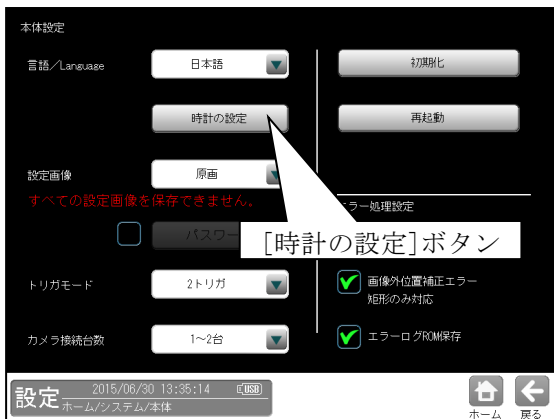 本体設定
言語／Language
日本語
初期化
時計の設定
再起動
設定画像
原画
すべての設定画像を保存できません。
ラー処理設定
パスワー
[時計の設定]ボタン
トリガモード
2トリガ
画像外位置補正エラー
矩形のみ対応
カメラ接続台数
1～2台
エラーログROM保存
設定
2015/06/30 13:35:14
USB
ホーム/システム/本体
ホーム
戻る